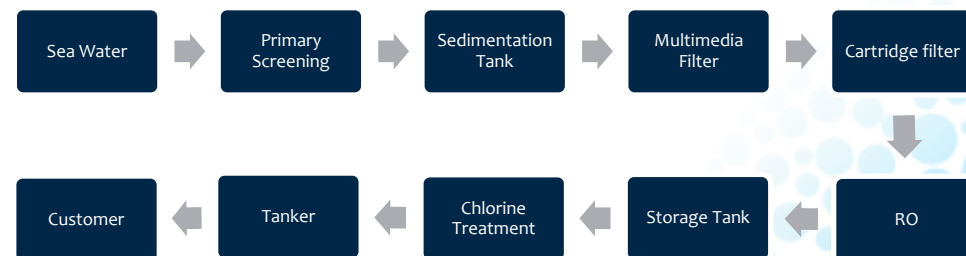 Sea Water
Primary
Screening
Sedimentation
Tank
Multimedia
Filter
Cartridge filter
RO
Storage Tank
Chlorine
Treatment
Tanker
Customer